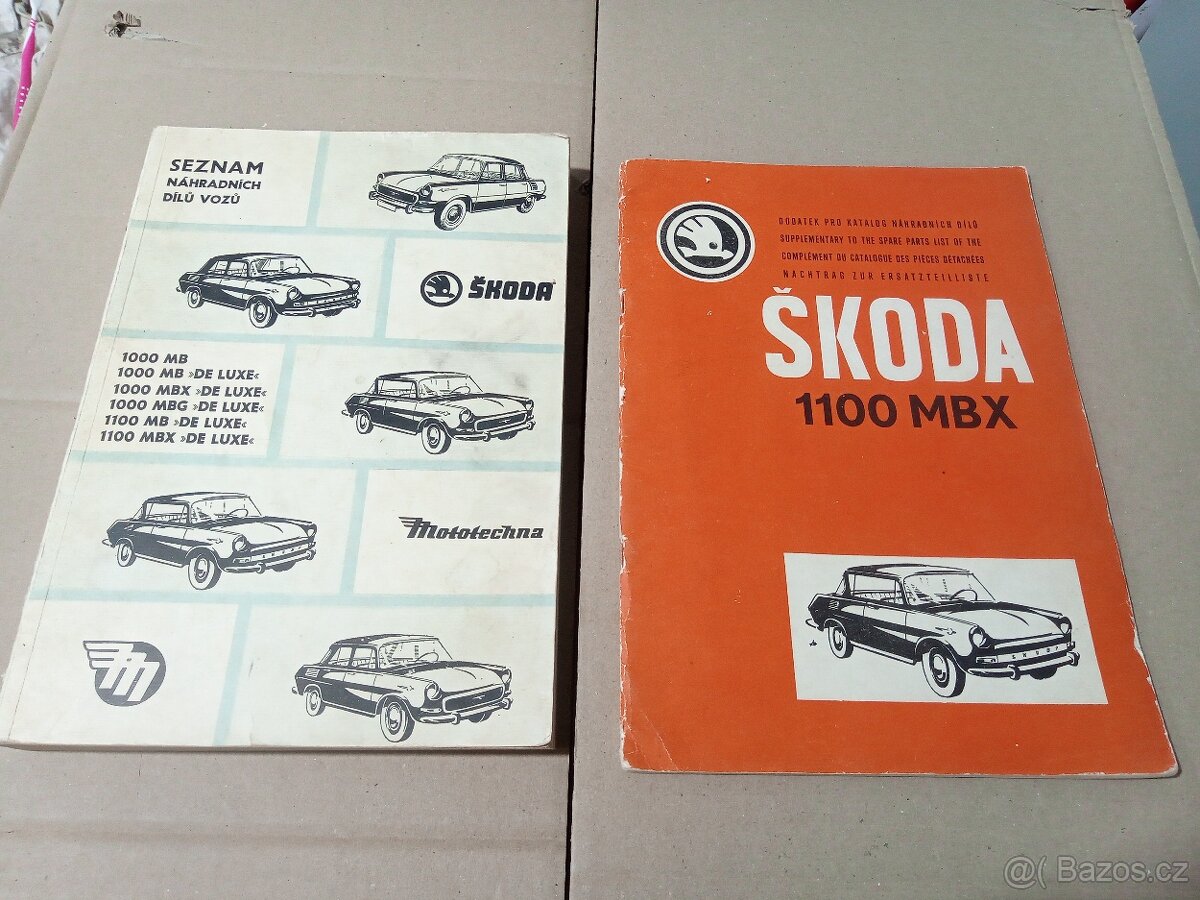 SEZNAM
NÁHRADNÍCH
DÍLŮ VOZŮ
ŠKODA
1000 MB
1000 MB »DE LUXE«
1000 MBX »DE LUXE«
1000 MBG »DE LUXE«
1100 MB »DE LUXE«
1100 MBX »DE LUXE«
Mototechna
DODATEK PRO KATALOG NÁHRADNÍCH DÍLŮ
SUPPLEMENTARY TO THE SPARE PARTS LIST OF THE
COMPLÉMENT DU CATALOGUE DES PIÈCES DÉTACHÉES
NACHTRAG ZUR ERSATZTEILLISTE
ŠKODA
1100 MBX
@( Bazos.cz